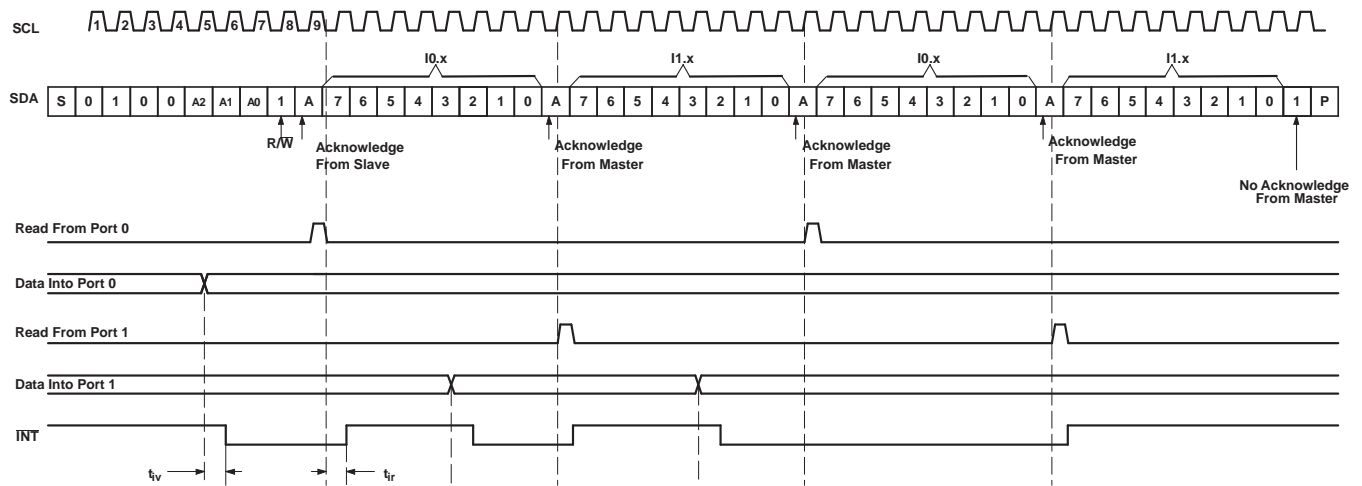 SCL 1 2 3 4 5 6 7 8 9
I0.x I1.x I0.x I1.x
SDA S 0 1 0 0 A2 A1 A0 1 A 7 6 5 4 3 2 1 0 A 7 6 5 4 3 2 1 0 A 7 6 5 4 3 2 1 0 A 7 6 5 4 3 2 1 0 1 P
R/W̅
Acknowledge
From Slave
Acknowledge
From Master
Acknowledge
From Master
Acknowledge
From Master
No Acknowledge
From Master
Read From Port 0
Data Into Port 0
Read From Port 1
Data Into Port 1
I̅N̅T̅
tiv tir